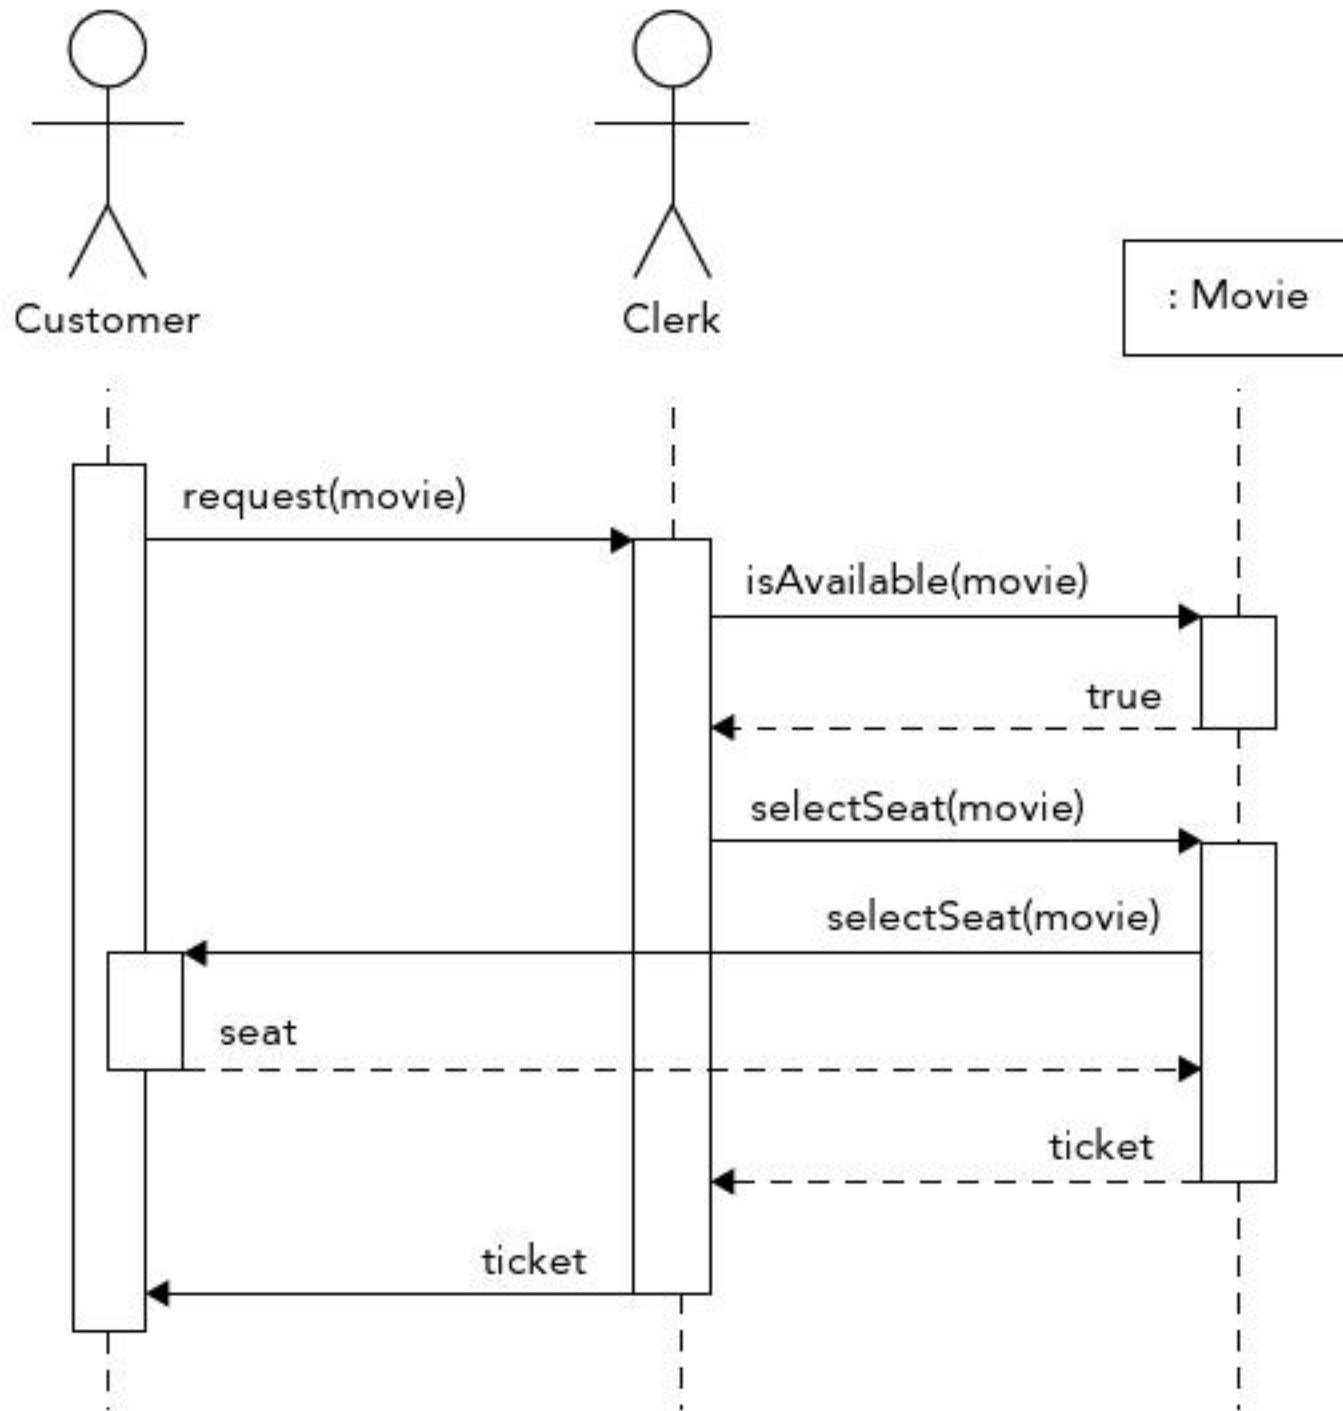 Customer
Clerk
: Movie
request(movie)
isAvailable(movie)
true
selectSeat(movie)
selectSeat(movie)
seat
ticket
ticket